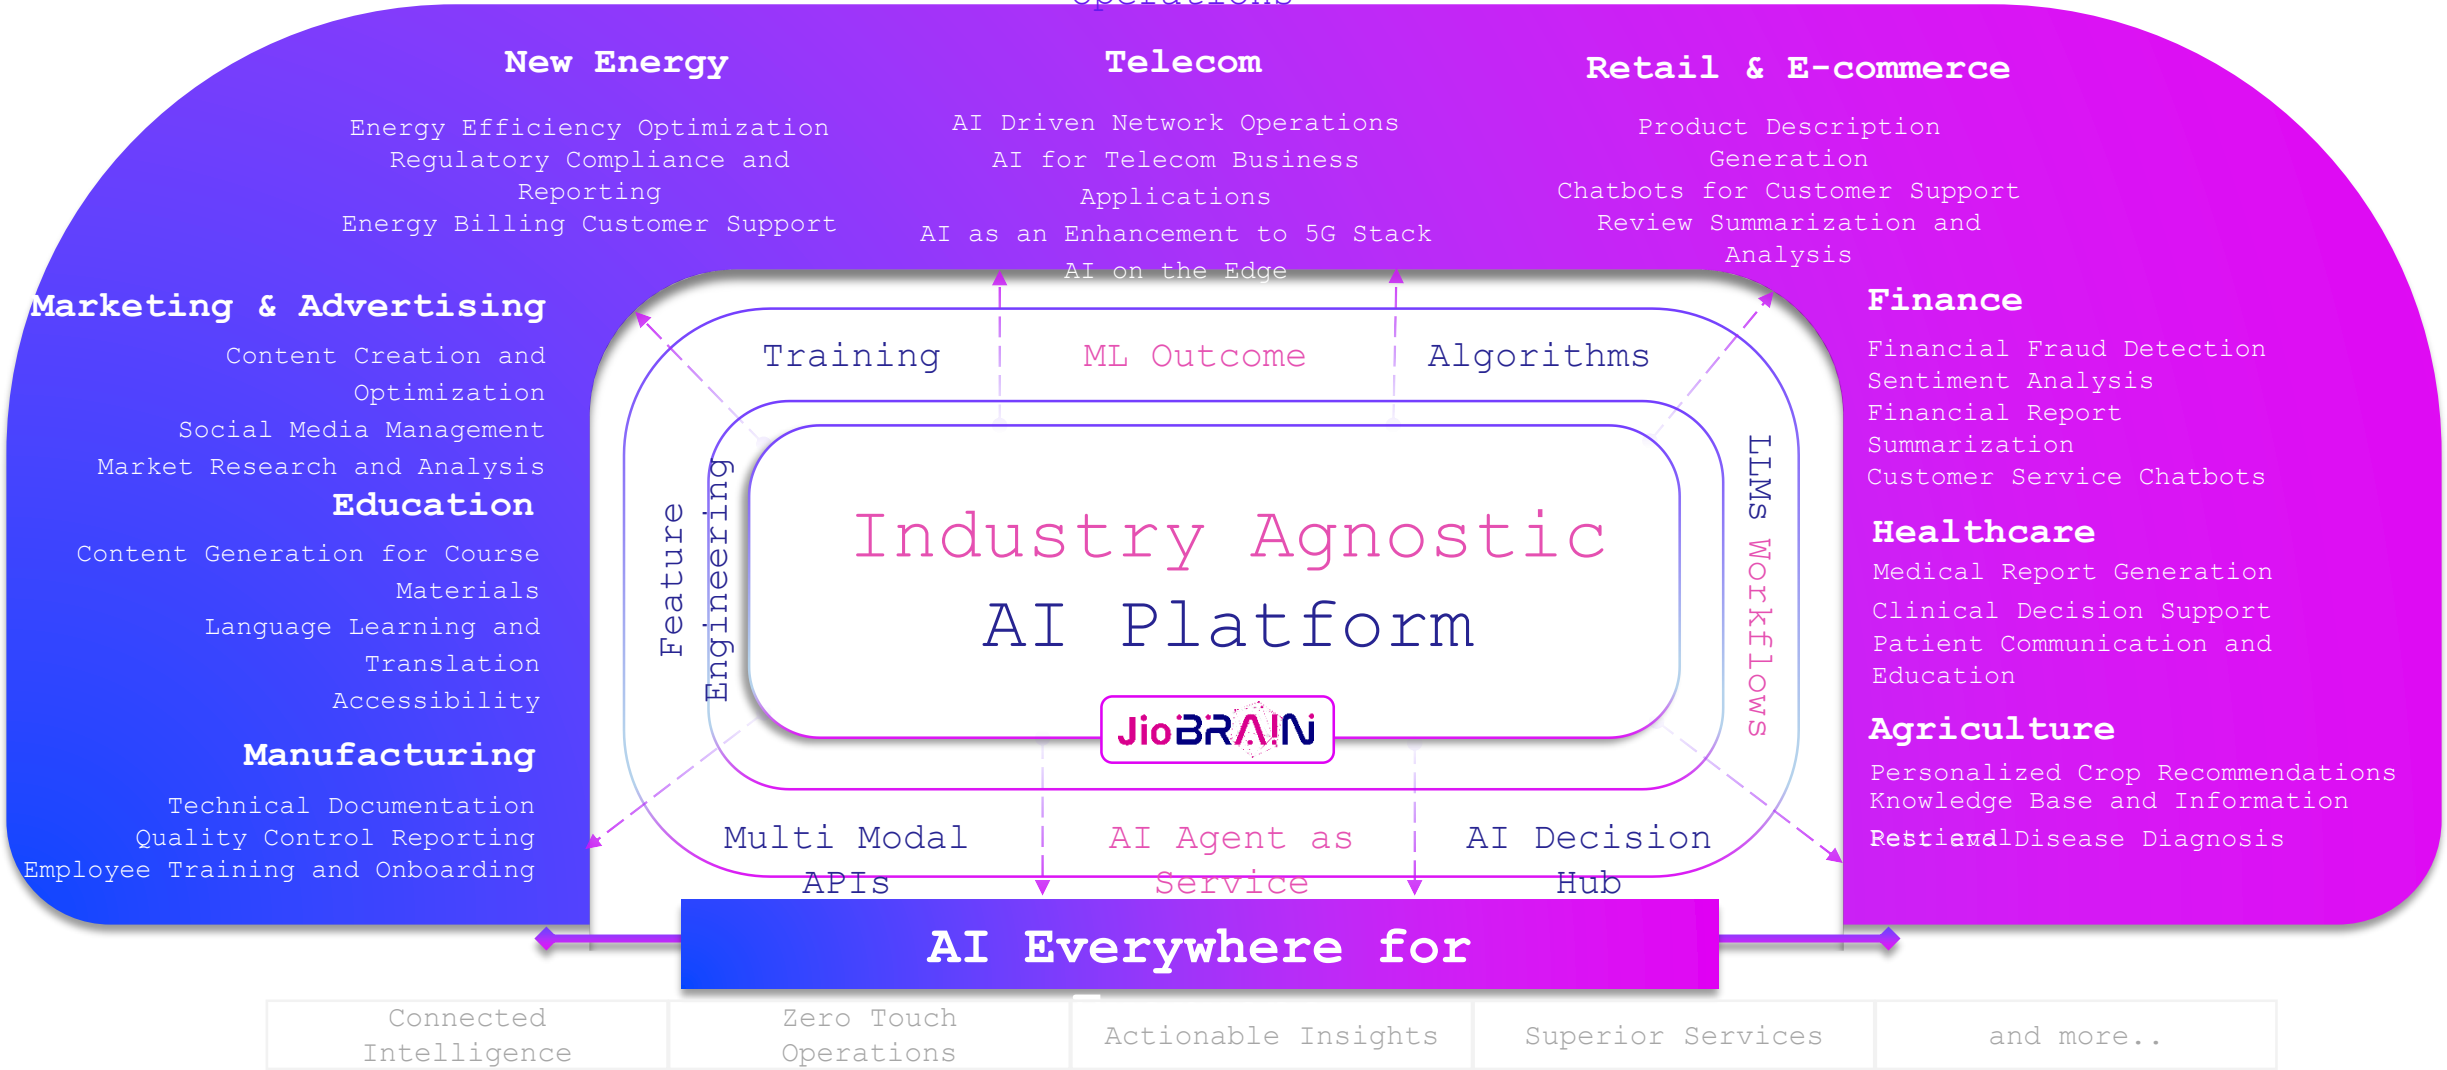 operations
New Energy
Energy Efficiency Optimization
Regulatory Compliance and
Reporting
Energy Billing Customer Support
Telecom
AI Driven Network Operations
AI for Telecom Business
Applications
AI as an Enhancement to 5G Stack
AI on the Edge
Retail & E-commerce
Product Description
Generation
Chatbots for Customer Support
Review Summarization and
Analysis
Marketing & Advertising
Content Creation and
Optimization
Social Media Management
Market Research and Analysis
Education
Content Generation for Course
Materials
Language Learning and
Translation
Accessibility
Manufacturing
Technical Documentation
Quality Control Reporting
Employee Training and Onboarding
Training
ML Outcome
Algorithms
Feature
Engineering
Industry Agnostic
AI Platform
JioBRAIN
LLMs Workflows
Multi Modal
APIs
AI Agent as
Service
AI Decision
Hub
Finance
Financial Fraud Detection
Sentiment Analysis
Financial Report
Summarization
Customer Service Chatbots
Healthcare
Medical Report Generation
Clinical Decision Support
Patient Communication and
Education
Agriculture
Personalized Crop Recommendations
Knowledge Base and Information
Retrieval
Pest and Disease Diagnosis
AI Everywhere for
Connected
Intelligence
Zero Touch
Operations
Actionable Insights
Superior Services
and more..